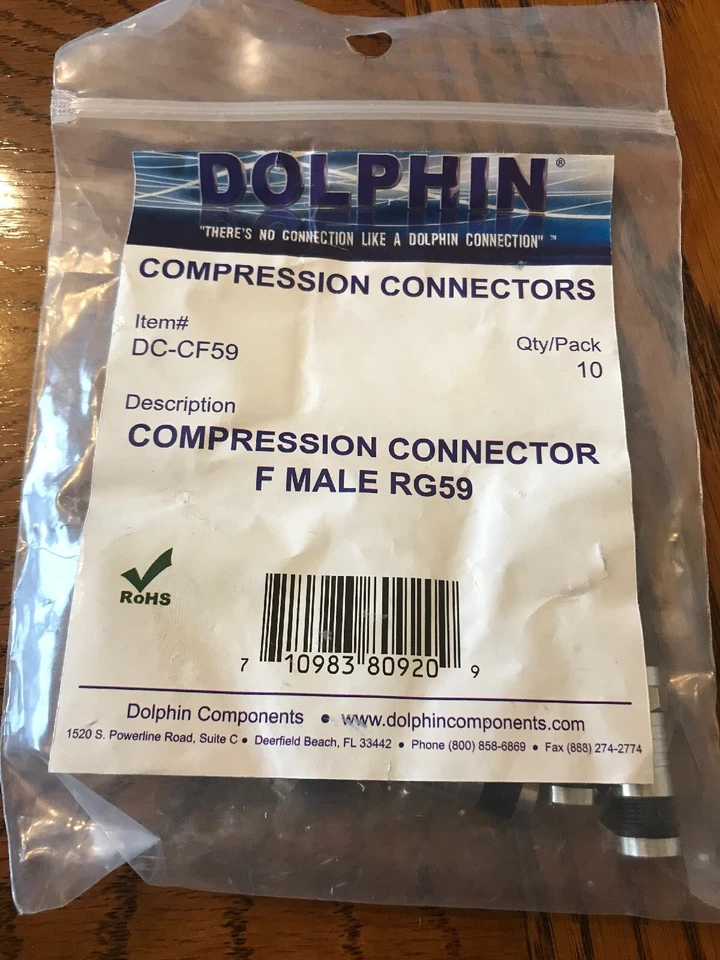 DOLPHIN®
"THERE'S NO CONNECTION LIKE A DOLPHIN CONNECTION" ™
COMPRESSION CONNECTORS
Item#
DC-CF59
Qty/Pack
10
Description
COMPRESSION CONNECTOR
F MALE RG59
RoHS
7 10983 80920 9
Dolphin Components • www.dolphincomponents.com
1520 S. Powerline Road, Suite C • Deerfield Beach, FL 33442 • Phone (800) 858-6869 • Fax (888) 274-2774